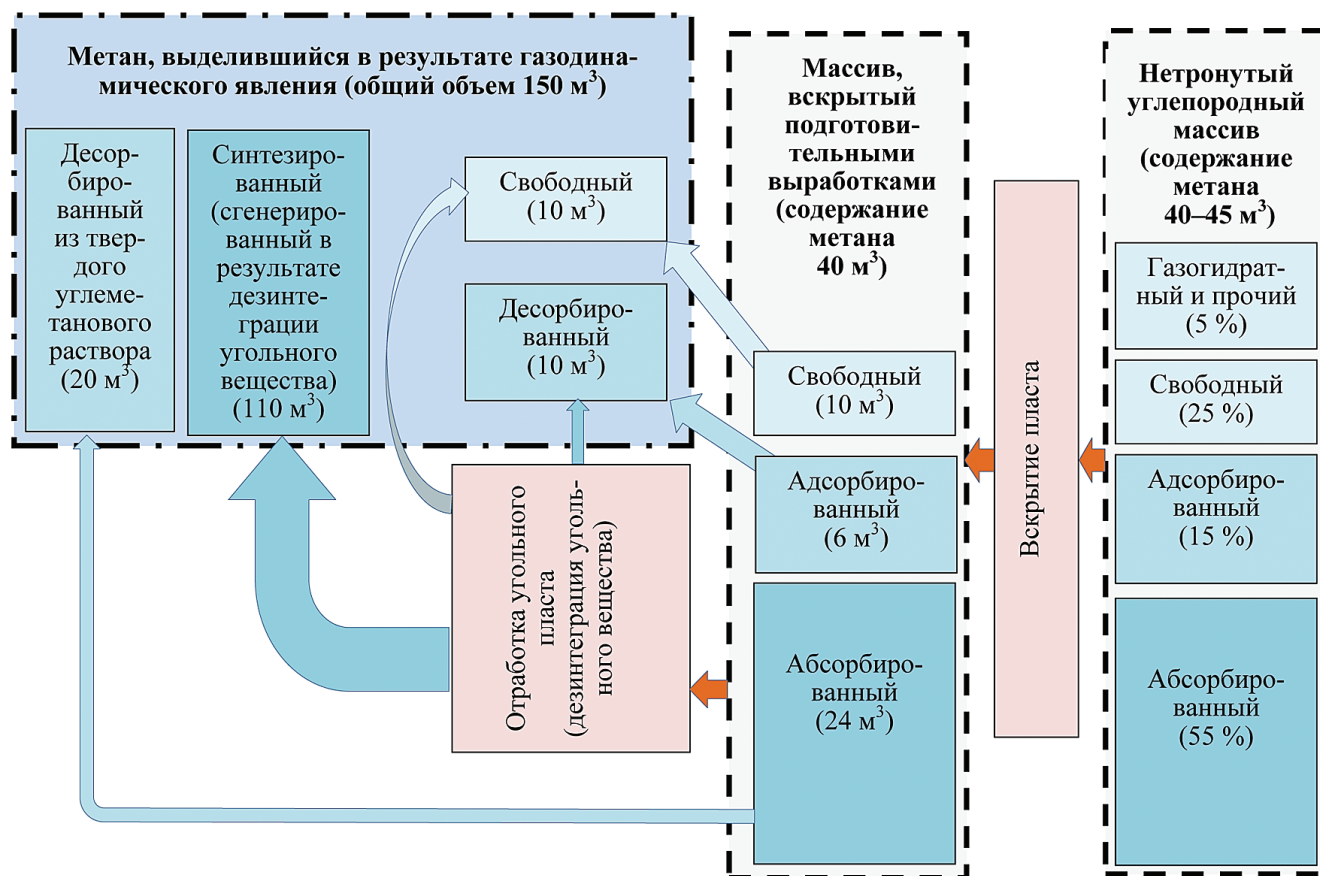 Метан, выделившийся в результате газодина-
мического явления (общий объем 150 м³)
Десор-
биро-
ванный
из твер-
дого
углеме-
танового
раствора
(20 м³)
Синтезиро-
ванный
(сгенериро-
ванный в
результате
дезинте-
грации
угольного
вещества)
(110 м³)
Свободный
(10 м³)
Десорбиро-
ванный
(10 м³)
Отработка угольного
пласта
(дезинтеграция уголь-
ного вещества)
Массив,
вскрытый
подготови-
тельными
выработками
(содержание
метана
40 м³)
Свободный
(10 м³)
Адсорбиро-
ванный
(6 м³)
Абсорбиро-
ванный
(24 м³)
Вскрытие пласта
Нетронутый
углепородный
массив
(содержание
метана
40–45 м³)
Газогидрат-
ный и прочий
(5 %)
Свободный
(25 %)
Адсорбиро-
ванный
(15 %)
Абсорбиро-
ванный
(55 %)